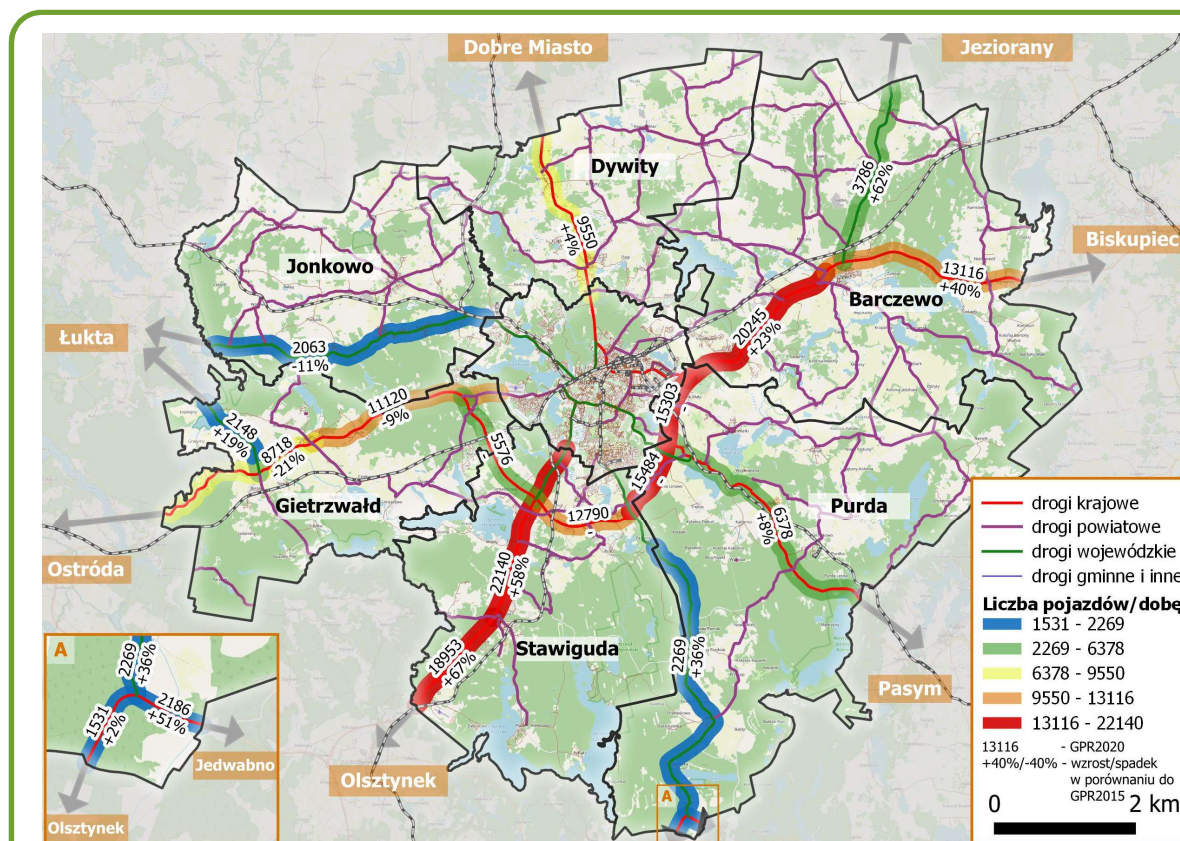 Dobre Miasto
Jeziorany
Dywity
3786
+62%
9550
+4%
Biskupiec
Jonkowo
13116
+40%
Barczewo
Łukta
20245
+23%
2063
-11%
11120
-9%
15303
-
2148
+19%
8718
-21%
5576
15484
-
Gietrzwałd
12790
-
6378
+8%
Purda
Ostróda
22140
+58%
Stawiguda
18953
+67%
2269
+36%
Pasym
Olsztynek
A
A
2269
+36%
1531
+2%
2186
+51%
Jedwabno
Olsztynek
drogi krajowe
drogi powiatowe
drogi wojewódzkie
drogi gminne i inne
Liczba pojazdów/dobę
1531 - 2269
2269 - 6378
6378 - 9550
9550 - 13116
13116 - 22140
13116 - GPR2020
+40%/-40% - wzrost/spadek
w porównaniu do
GPR2015
0 2 km